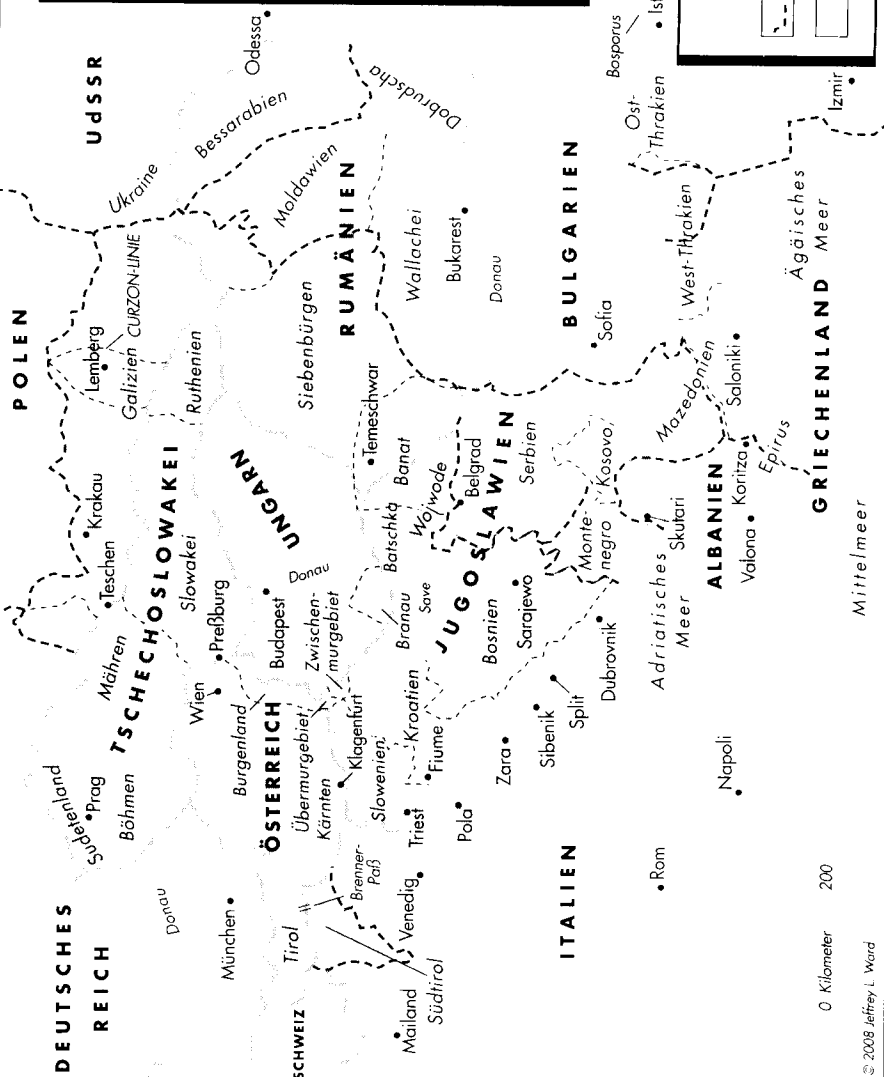 DEUTSCHES
REICH
POLEN
UdSSR
Sudetenland
Prag
Böhmen
Mähren
Teschen
Krakau
Lemberg
CURZON-LINIE
Galizien
Ukraine
Odessa
TSCHECHOSLOWAKEI
Slowakei
Ruthenien
Bessarabien
Donau
München
Wien
Preßburg
Burgenland
Budapest
UNGARN
Donau
Moldawien
SCHWEIZ
Tirol
ÖSTERREICH
Übermurgebiet
Kärnten
Zwischen-
murgebiet
Siebenbürgen
Brenner-
Paß
Klagenfurt
RUMÄNIEN
Dobrudscha
Mailand
Südtirol
Venedig
Slowenien
Triest
Fiume
Kroatien
Branau
Save
Batschka
Temeschwar
Banat
Wojwode
Wallachei
Bukarest
Donau
Pola
Zara
JUGOSLAWIEN
Belgrad
Serbien
Bosnien
Sarajewo
Sibenik
Split
ITALIEN
Dubrovnik
Monte-
negro
Kosovo,
BULGARIEN
Sofia
Bosporus
Ost-
Thrakien
Rom
Adriatisches
Meer
Skutari
Mazedonien
West-Thrakien
Napoli
ALBANIEN
Valona
Koritza
Saloniki
Epirus
GRIECHENLAND
Ägäisches
Meer
Izmir
Mittelmeer
0 Kilometer 200
© 2008 Jeffrey L. Ward